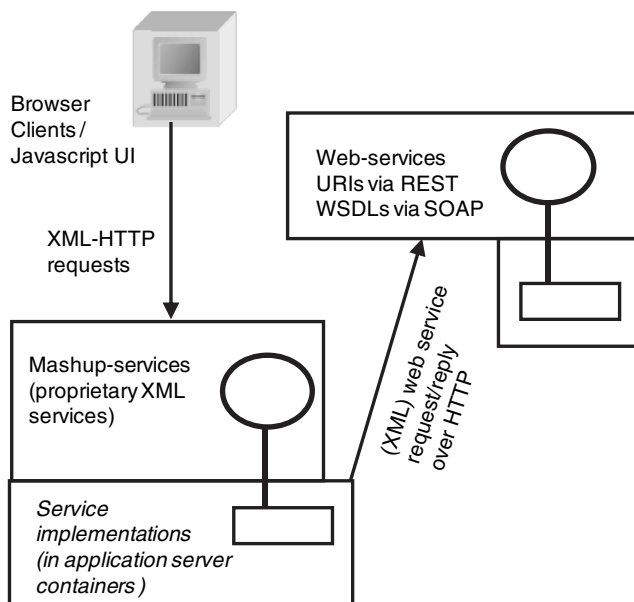 Browser
Clients /
Javascript UI
XML-HTTP
requests
Web-services
URIs via REST
WSDLs via SOAP
(XML) web service
request/reply
over HTTP
Mashup-services
(proprietary XML
services)
Service
implementations
(in application server
containers )